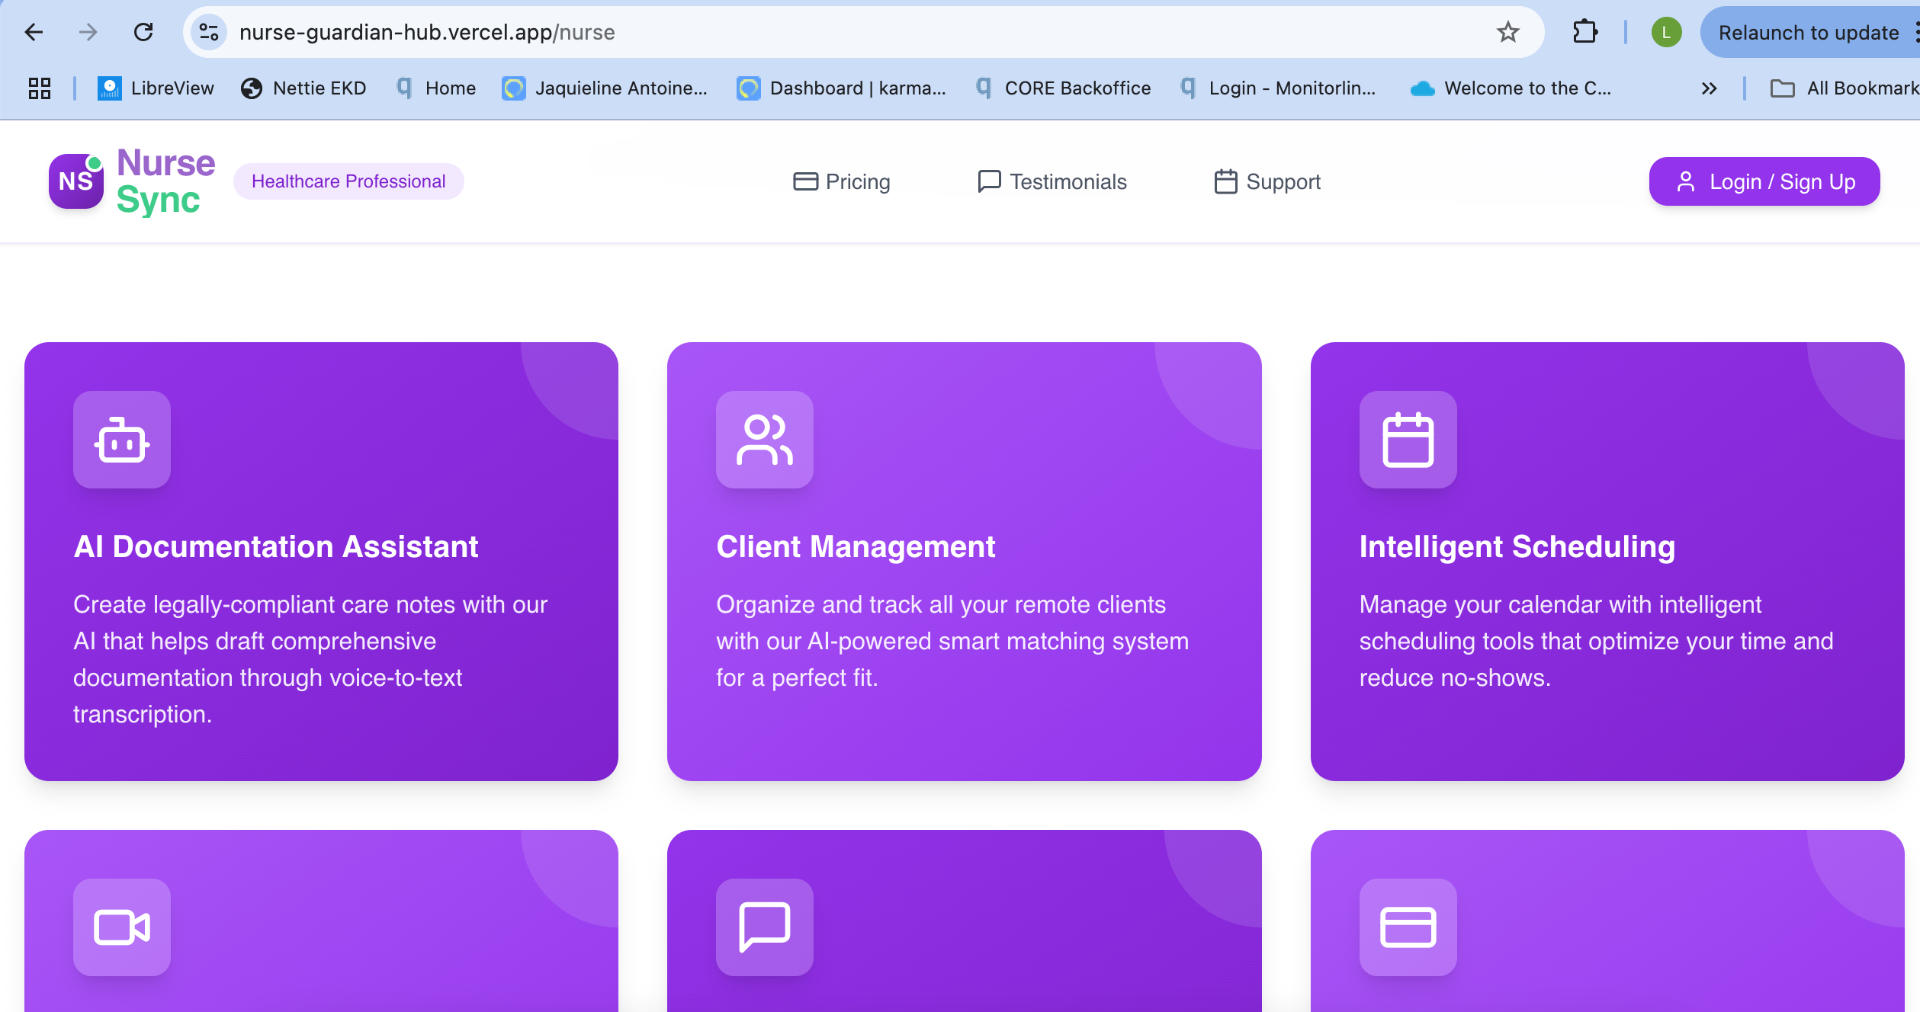 nurse-guardian-hub.vercel.app/nurse
L
Relaunch to update
LibreView
Nettie EKD
Home
Jaquieline Antoine...
Dashboard | karma...
CORE Backoffice
Login - Monitorlin...
Welcome to the C...
All Bookmark
NS
Nurse
Sync
Healthcare Professional
Pricing
Testimonials
Support
Login / Sign Up
AI Documentation Assistant
Create legally-compliant care notes with our
AI that helps draft comprehensive
documentation through voice-to-text
transcription.
Client Management
Organize and track all your remote clients
with our AI-powered smart matching system
for a perfect fit.
Intelligent Scheduling
Manage your calendar with intelligent
scheduling tools that optimize your time and
reduce no-shows.